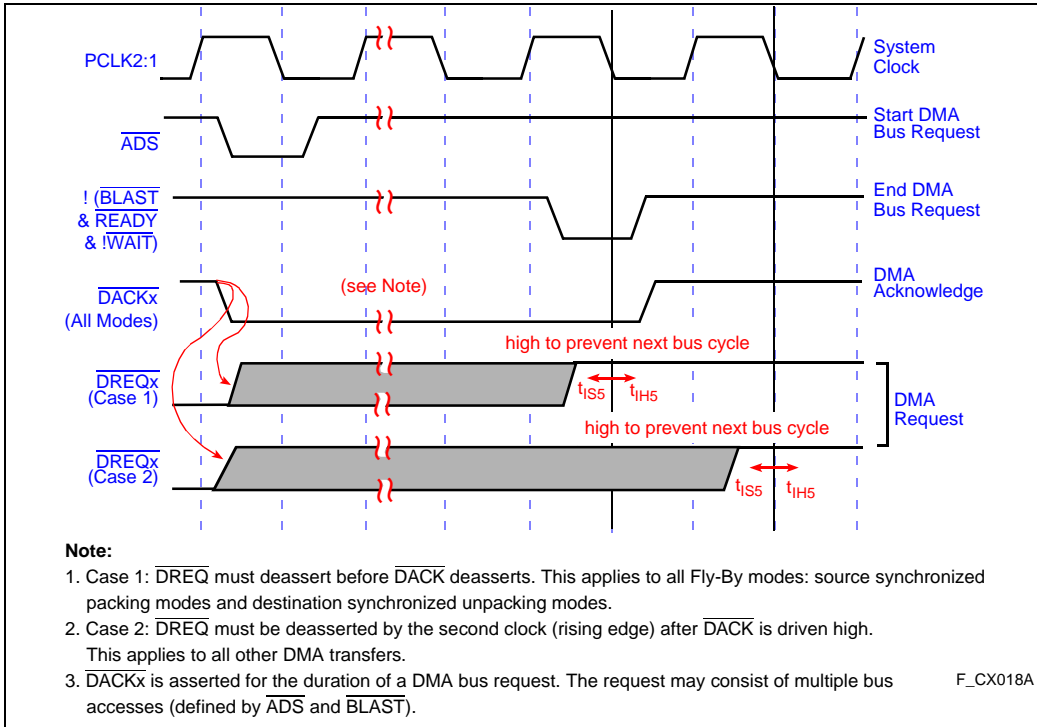 PCLK2:1
System
Clock
ADS
Start DMA
Bus Request
! (BLAST
& READY
& !WAIT)
End DMA
Bus Request
DACKx
(All Modes)
(see Note)
DMA
Acknowledge
high to prevent next bus cycle
DREQx
(Case 1)
tIS5 tIH5
DMA
Request
high to prevent next bus cycle
DREQx
(Case 2)
tIS5 tIH5
Note:
1. Case 1: DREQ must deassert before DACK deasserts. This applies to all Fly-By modes: source synchronized
packing modes and destination synchronized unpacking modes.
2. Case 2: DREQ must be deasserted by the second clock (rising edge) after DACK is driven high.
This applies to all other DMA transfers.
3. DACKx is asserted for the duration of a DMA bus request. The request may consist of multiple bus
accesses (defined by ADS and BLAST).
F_CX018A